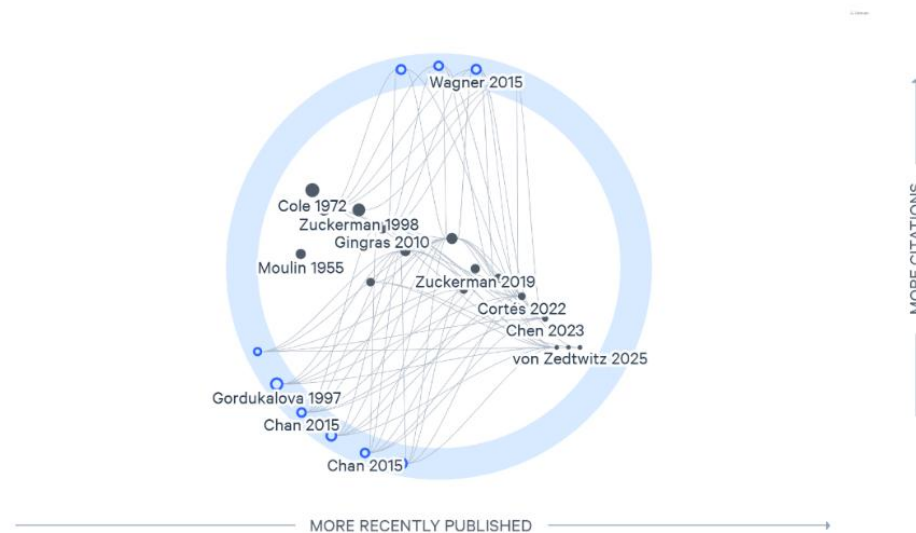 Wagner 2015
Cole 1972
Zuckerman 1998
Gingras 2010
Moulin 1955
Zuckerman 2019
Cortés 2022
Chen 2023
von Zedtwitz 2025
Gordukalova 1997
Chan 2015
Chan 2015
MORE RECENTLY PUBLISHED
MORE CITATIONS